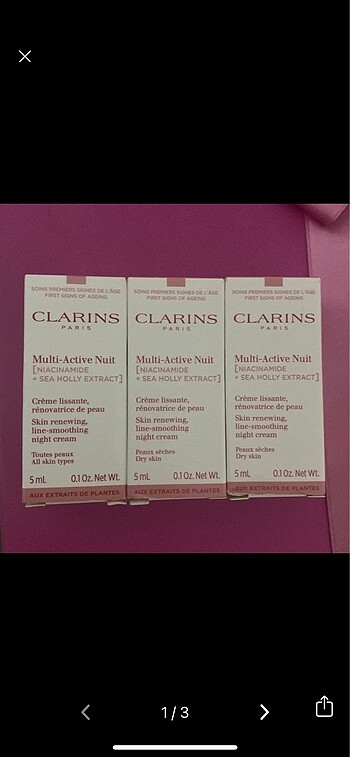 SOINS PREMIERS SIGNES DE L'ÂGE
FIRST SIGNS OF AGEING
CLARINS
PARIS
Multi-Active Nuit
[NIACINAMIDE
+ SEA HOLLY EXTRACT]
Crème lissante,
rénovatrice de peau
Skin renewing,
line-smoothing
night cream
Toutes peaux
All skin types
5 mL 0.1 Oz. Net Wt.
AUX EXTRAITS DE PLANTES
SOINS PREMIERS SIGNES DE L'ÂGE
FIRST SIGNS OF AGEING
CLARINS
PARIS
Multi-Active Nuit
[NIACINAMIDE
+ SEA HOLLY EXTRACT]
Crème lissante,
rénovatrice de peau
Skin renewing,
line-smoothing
night cream
Peaux sèches
Dry skin
5 mL 0.1 Oz. Net Wt.
AUX EXTRAITS DE PLANTES
SOINS PREMIERS SIGNES DE L'ÂGE
FIRST SIGNS OF AGEING
CLARINS
PARIS
Multi-Active Nuit
[NIACINAMIDE
+ SEA HOLLY EXTRACT]
Crème lissante,
rénovatrice de peau
Skin renewing,
line-smoothing
night cream
Peaux sèches
Dry skin
5 mL 0.1 Oz. Net Wt.
AUX EXTRAITS DE PLANTES
1/3